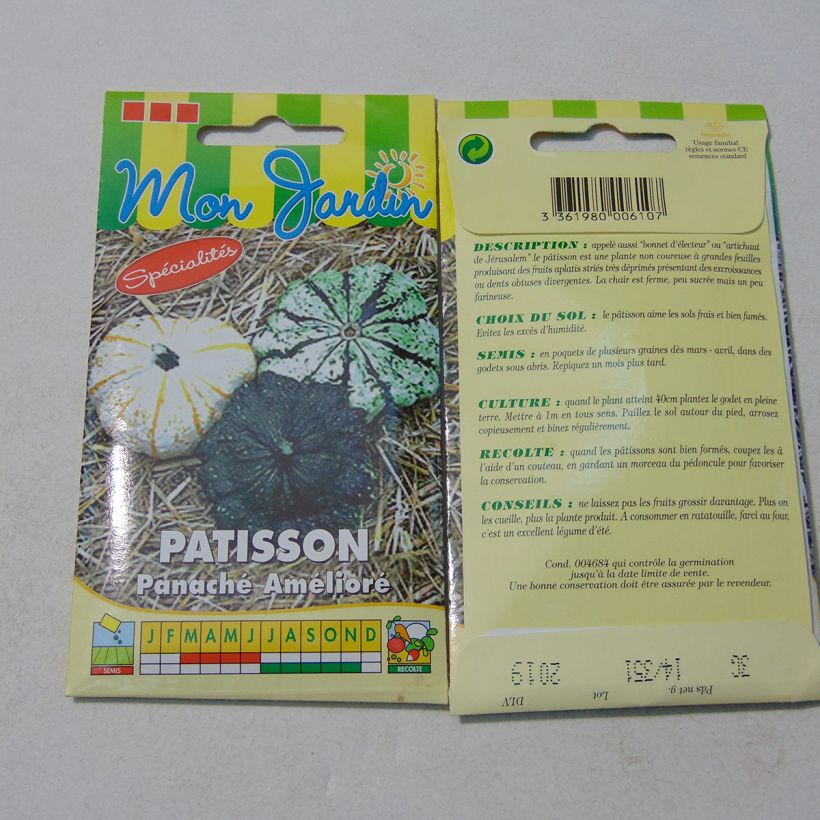 Mon Jardin
Spécialités
PATISSON
Panaché Amélioré
J F M A M J J A S O N D
SEMIS
RECOLTE
Usage familial
règles et normes CE
semences standard
3 361980 006107
DESCRIPTION : appelé aussi "bonnet d'électeur" ou "artichaut
de Jérusalem" le pâtisson est une plante non coureuse à grandes feuilles
produisant des fruits aplatis striés très déprimés présentant des excroissances
ou dents obtuses divergentes. La chair est ferme, peu sucrée mais un peu
farineuse.
CHOIX DU SOL : le pâtisson aime les sols frais et bien fumés.
Evitez les excès d'humidité.
SEMIS : en poquets de plusieurs graines dès mars - avril, dans des
godets sous abris. Repiquez un mois plus tard.
CULTURE : quand le plant atteint 40cm plantez le godet en pleine
terre. Mettre à 1m en tous sens. Paillez le sol autour du pied, arrosez
copieusement et binez régulièrement.
RECOLTE : quand les pâtissons sont bien formés, coupez les à
l'aide d'un couteau, en gardant un morceau du pédoncule pour favoriser
la conservation.
CONSEILS : ne laissez pas les fruits grossir davantage. Plus on
les cueille, plus la plante produit. A consommer en ratatouille, farci au four,
c'est un excellent légume d'été.
Cond. 004684 qui contrôle la germination
jusqu'à la date limite de vente.
Une bonne conservation doit être assurée par le revendeur.
Pds net g. Lot DLV
3G 14/351 2019